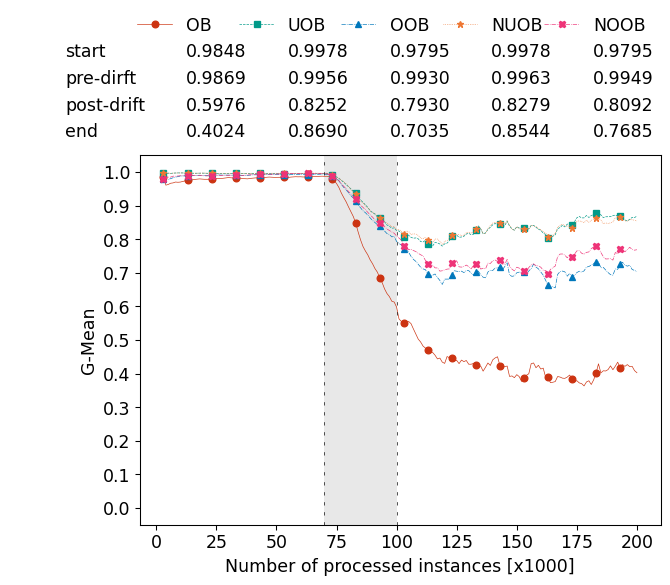 OB UOB OOB NUOB NOOB
start 0.9848 0.9978 0.9795 0.9978 0.9795
pre-dirft 0.9869 0.9956 0.9930 0.9963 0.9949
post-drift 0.5976 0.8252 0.7930 0.8279 0.8092
end 0.4024 0.8690 0.7035 0.8544 0.7685
1.0
0.9
0.8
0.7
0.6
0.5
0.4
0.3
0.2
0.1
0.0
G-Mean
0 25 50 75 100 125 150 175 200
Number of processed instances [x1000]